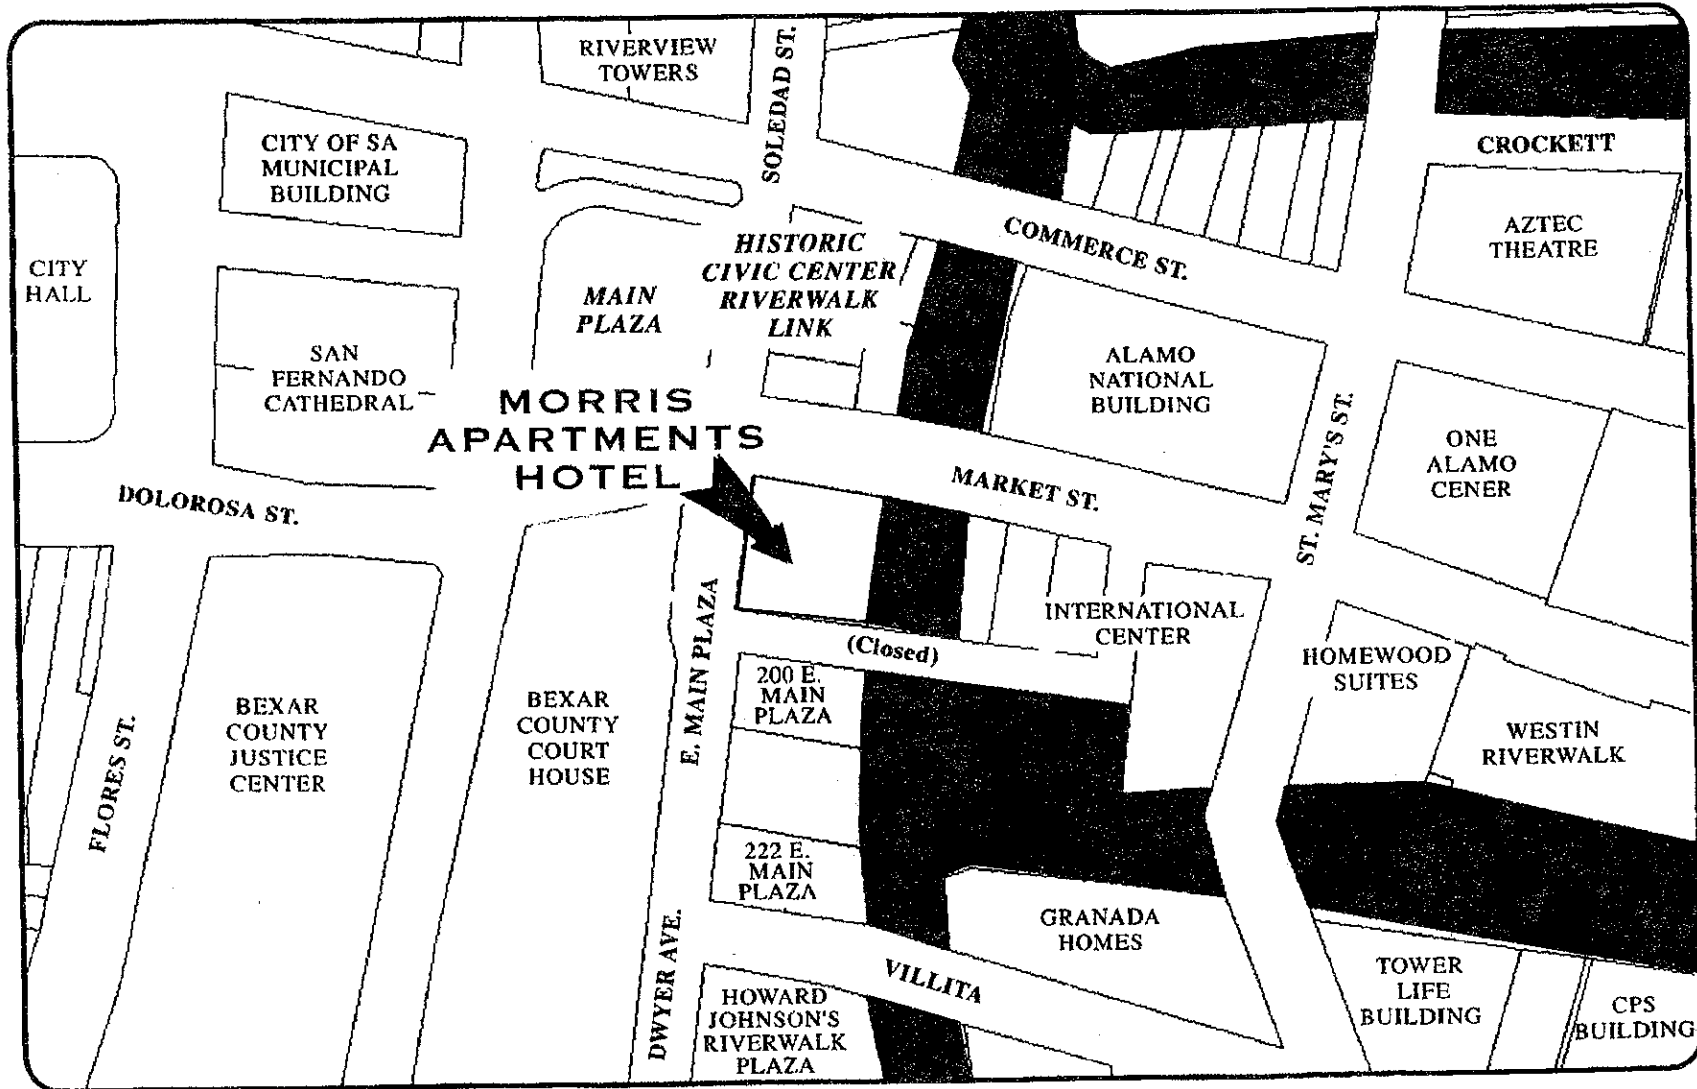 RIVERVIEW
TOWERS
SOLEDAD ST.
CITY OF SA
MUNICIPAL
BUILDING
CROCKETT
AZTEC
THEATRE
CITY
HALL
MAIN
PLAZA
HISTORIC
CIVIC CENTER
RIVERWALK
LINK
COMMERCE ST.
SAN
FERNANDO
CATHEDRAL
MORRIS
APARTMENTS
HOTEL
ALAMO
NATIONAL
BUILDING
ST. MARY'S ST.
ONE
ALAMO
CENER
DOLOROSA ST.
MARKET ST.
INTERNATIONAL
CENTER
(Closed)
HOMEWOOD
SUITES
WESTIN
RIVERWALK
FLORES ST.
BEXAR
COUNTY
JUSTICE
CENTER
BEXAR
COUNTY
COURT
HOUSE
E. MAIN PLAZA
200 E.
MAIN
PLAZA
222 E.
MAIN
PLAZA
DWYER AVE.
VILLITA
GRANADA
HOMES
HOWARD
JOHNSON'S
RIVERWALK
PLAZA
TOWER
LIFE
BUILDING
CPS
BUILDING